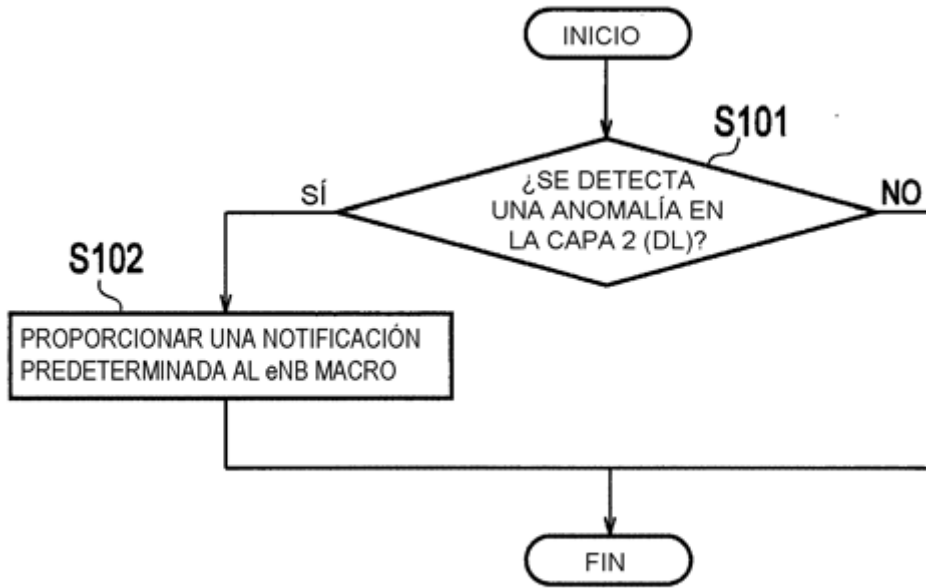 INICIO
S101
¿SE DETECTA
UNA ANOMALÍA EN
LA CAPA 2 (DL)?
SÍ
NO
S102
PROPORCIONAR UNA NOTIFICACIÓN
PREDETERMINADA AL eNB MACRO
FIN